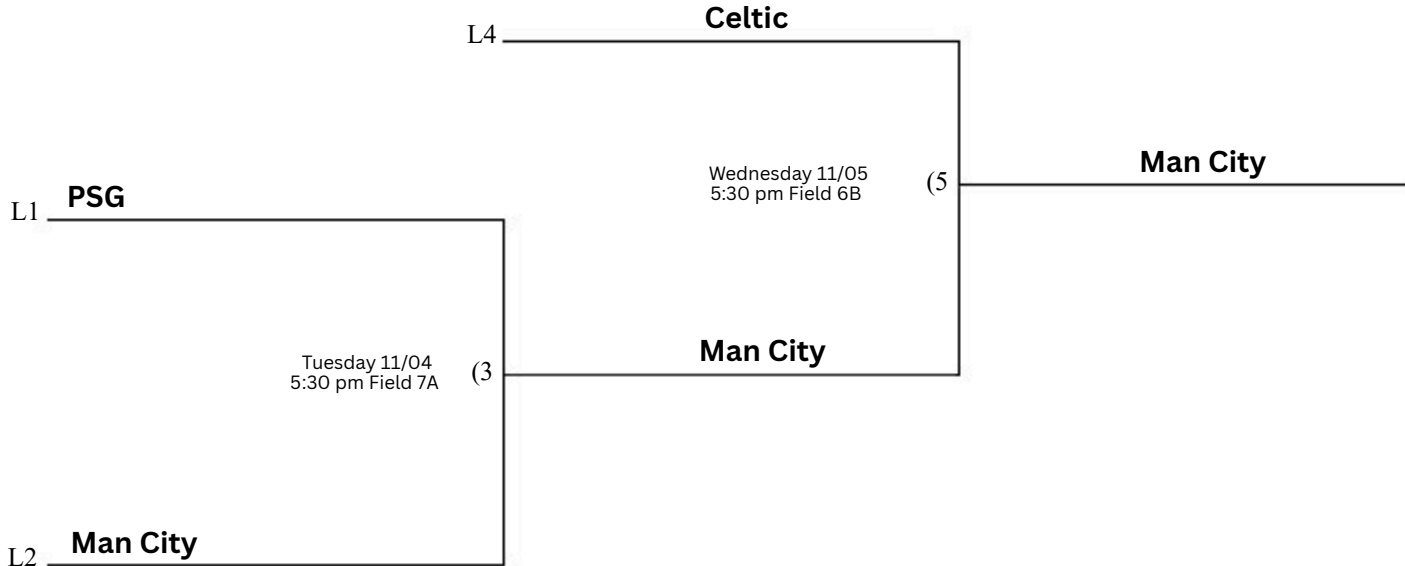 Celtic
L4
Man City
Wednesday 11/05
5:30 pm Field 6B
(5
PSG
L1
Man City
Tuesday 11/04
5:30 pm Field 7A
(3
Man City
L2